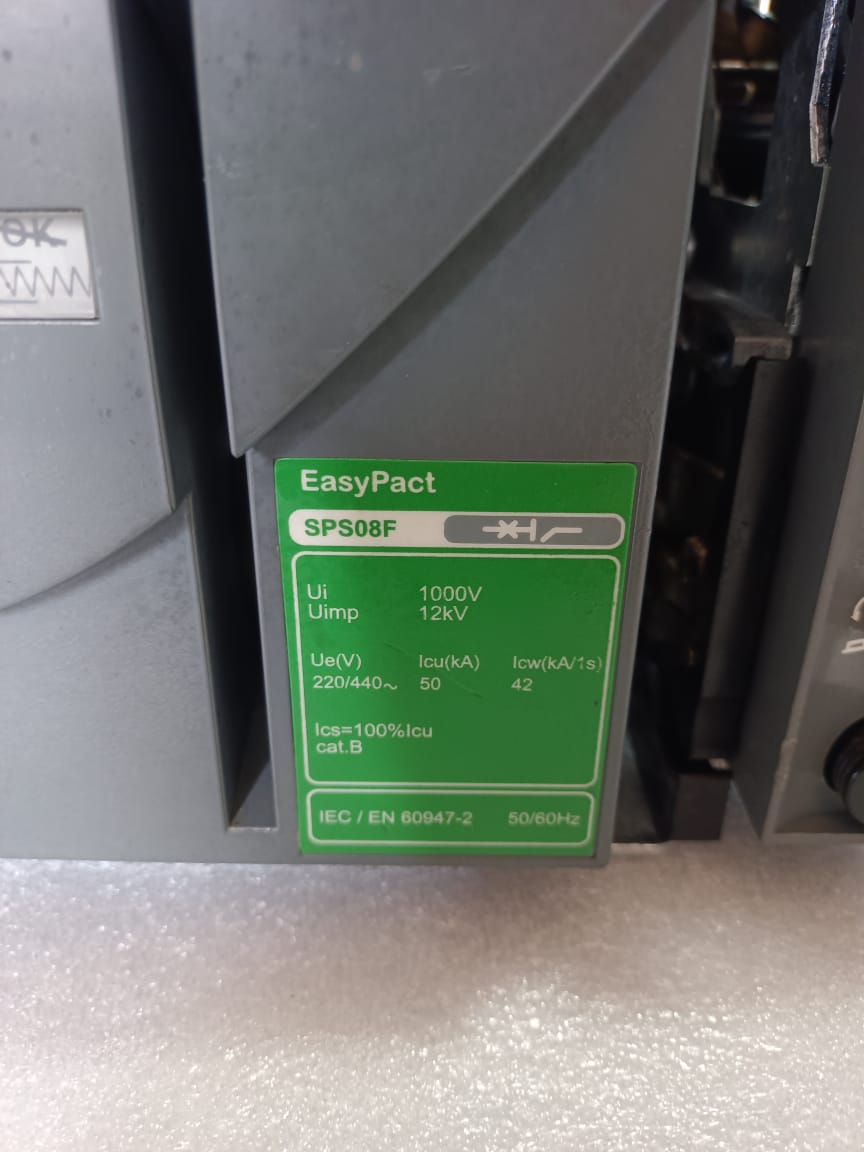 OK
EasyPact
SPS08F
Ui 1000V
Uimp 12kV
Ue(V) Icu(kA) Icw(kA/1s)
220/440~ 50 42
Ics=100%Icu
cat.B
IEC / EN 60947-2 50/60Hz